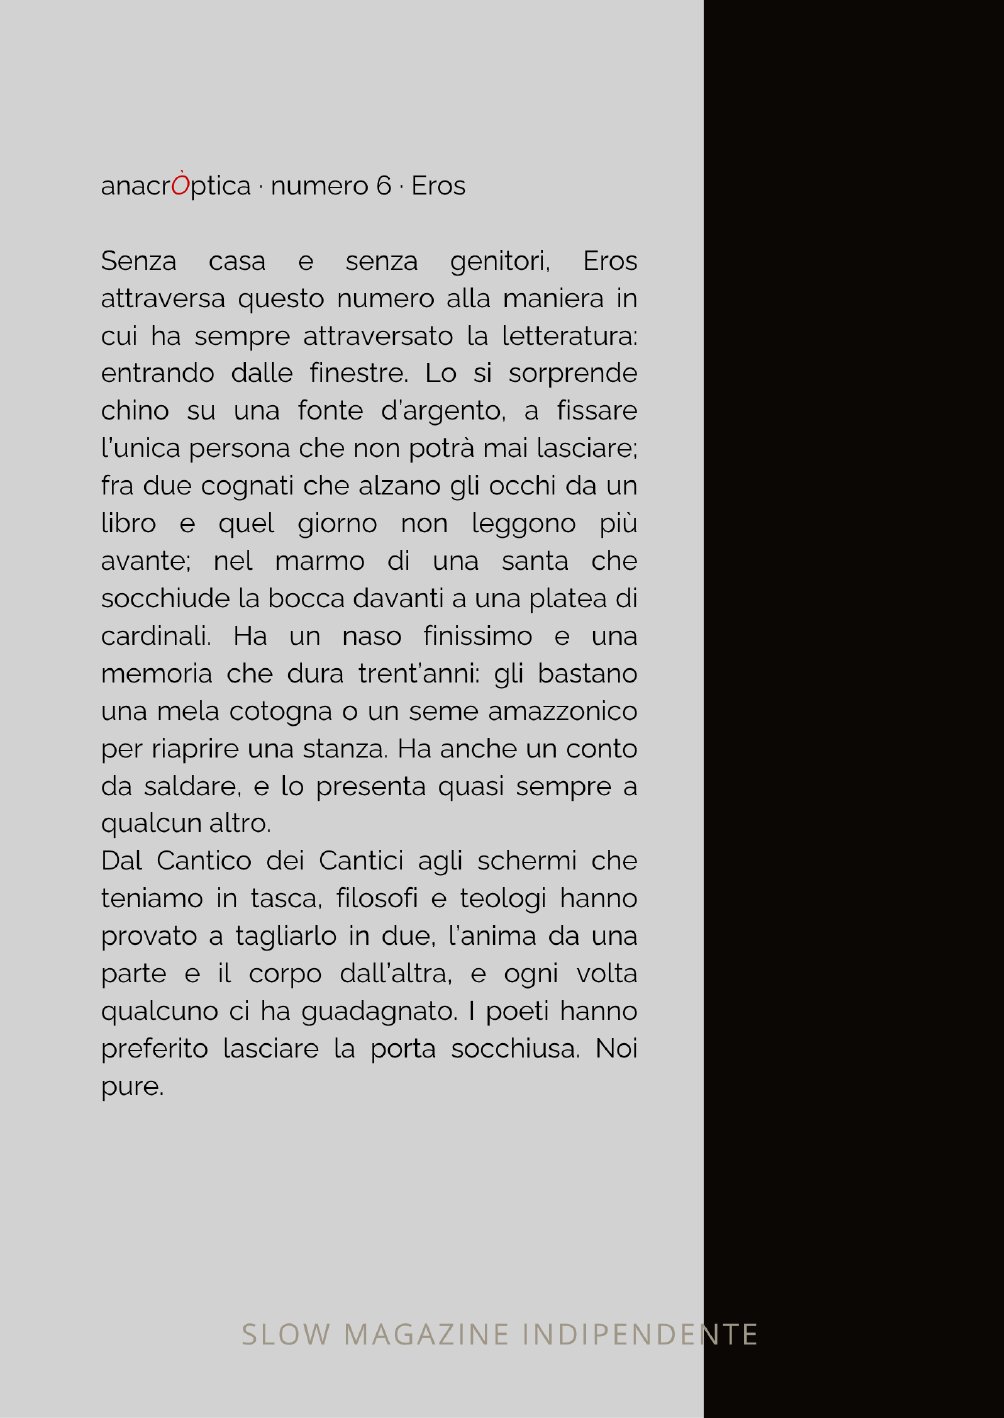 anacrÒptica · numero 6 · Eros
Senza casa e senza genitori, Eros
attraversa questo numero alla maniera in
cui ha sempre attraversato la letteratura:
entrando dalle finestre. Lo si sorprende
chino su una fonte d'argento, a fissare
l'unica persona che non potrà mai lasciare;
fra due cognati che alzano gli occhi da un
libro e quel giorno non leggono più
avante; nel marmo di una santa che
socchiude la bocca davanti a una platea di
cardinali. Ha un naso finissimo e una
memoria che dura trent'anni: gli bastano
una mela cotogna o un seme amazzonico
per riaprire una stanza. Ha anche un conto
da saldare, e lo presenta quasi sempre a
qualcun altro.
Dal Cantico dei Cantici agli schermi che
teniamo in tasca, filosofi e teologi hanno
provato a tagliarlo in due, l'anima da una
parte e il corpo dall'altra, e ogni volta
qualcuno ci ha guadagnato. I poeti hanno
preferito lasciare la porta socchiusa. Noi
pure.
SLOW MAGAZINE INDIPENDENTE